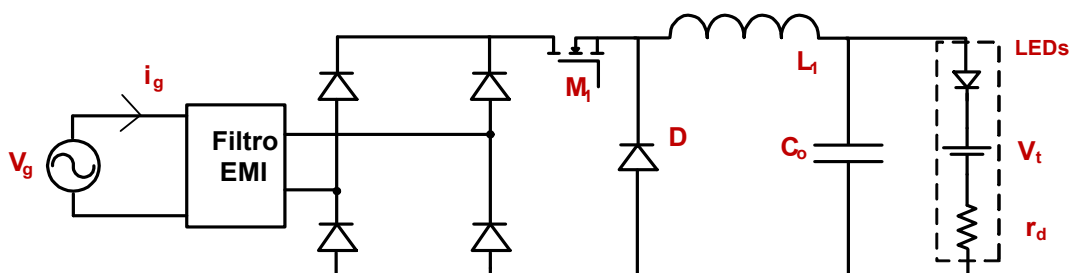 LEDs
i_g
M_1
L_1
V_g
Filtro
EMI
D
C_o
V_t
r_d